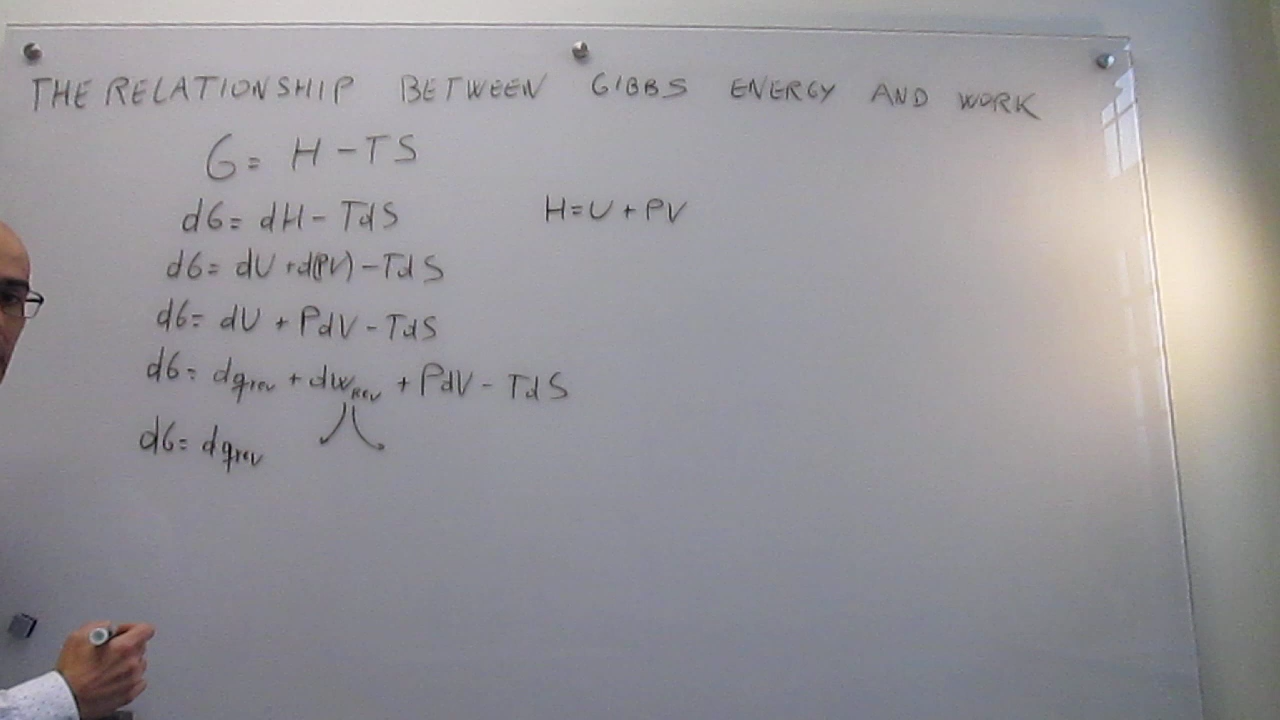 THE RELATIONSHIP BETWEEN GIBBS ENERGY AND WORK
G = H - TS
dG = dH - TdS
H = U + PV
dG = dU + d(PV) - TdS
dG = dU + PdV - TdS
dG = dqrev + dwRev + PdV - TdS
dG = dqrev